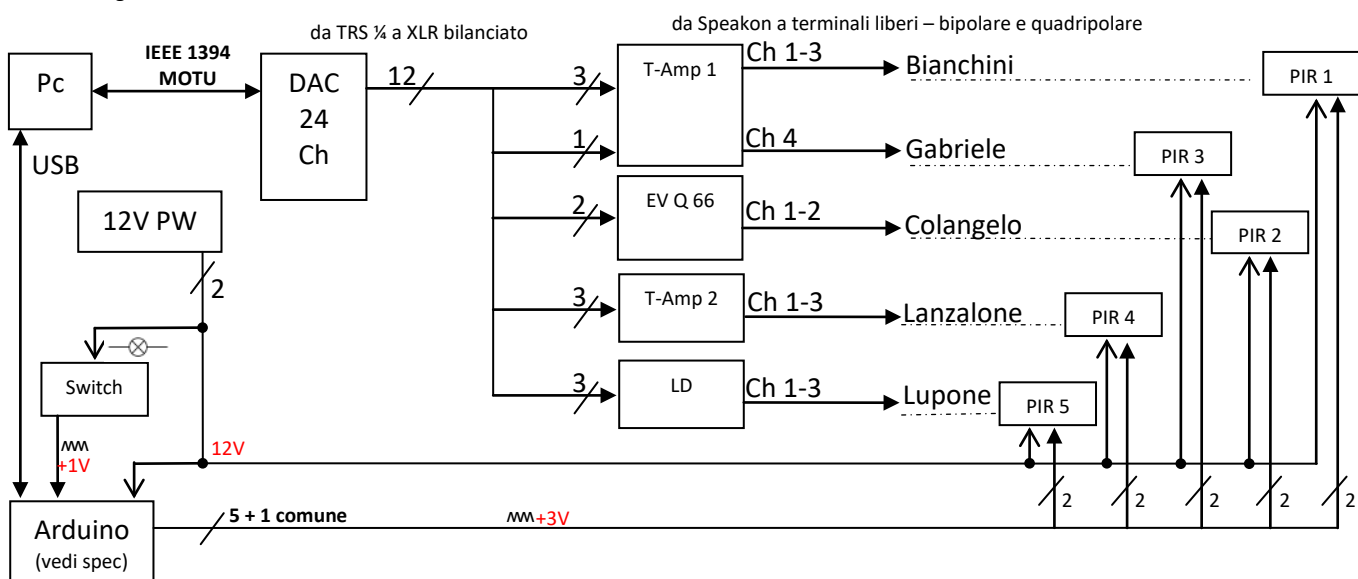 da TRS ¼ a XLR bilanciato
da Speakon a terminali liberi – bipolare e quadripolare
IEEE 1394
MOTU
Pc
DAC
24
Ch
12
3
T-Amp 1
Ch 1-3
Bianchini
PIR 1
1
Ch 4
Gabriele
PIR 3
USB
12V PW
2
2
EV Q 66
Ch 1-2
Colangelo
PIR 2
3
T-Amp 2
Ch 1-3
Lanzalone
PIR 4
Switch
3
LD
Ch 1-3
Lupone
PIR 5
+1V
12V
Arduino
(vedi spec)
5 + 1 comune
+3V
2
2
2
2
2